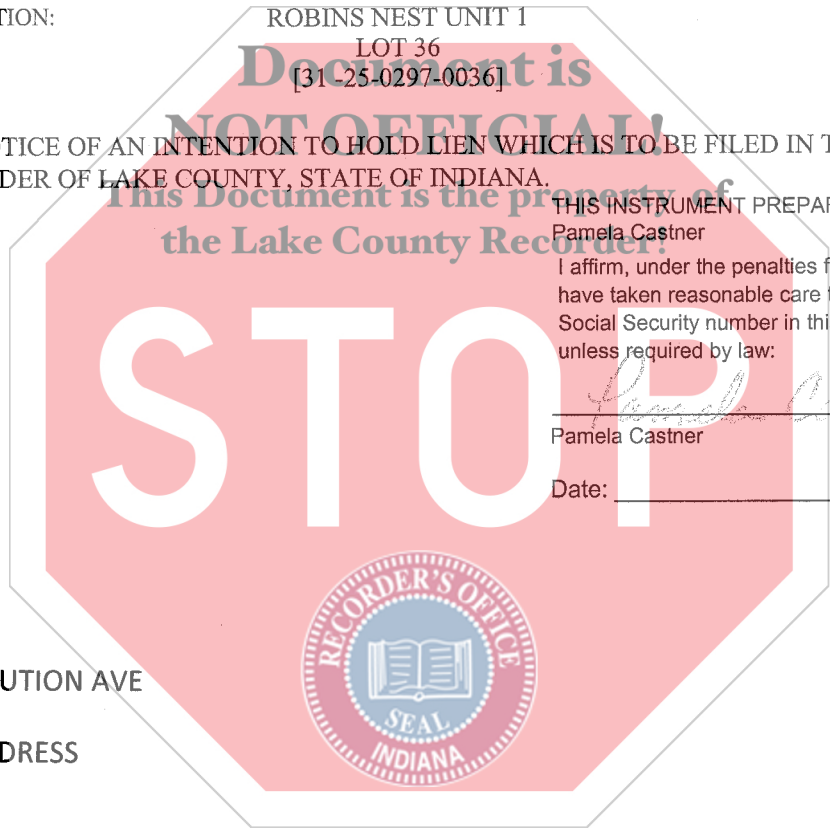 TION:
ROBINS NEST UNIT 1
LOT 36
[31 -25-0297-0036]
Document is
NOT OFFICIAL!
This Document is the property of
the Lake County Recorder!
TICE OF AN INTENTION TO HOLD LIEN WHICH IS TO BE FILED IN T
DER OF LAKE COUNTY, STATE OF INDIANA.
THIS INSTRUMENT PREPAR
Pamela Castner
I affirm, under the penalties f
have taken reasonable care t
Social Security number in thi
unless required by law:
Pamela C
Pamela Castner
Date:
STOP
RECORDER'S OFFICE
SEAL
INDIANA
UTION AVE
DRESS